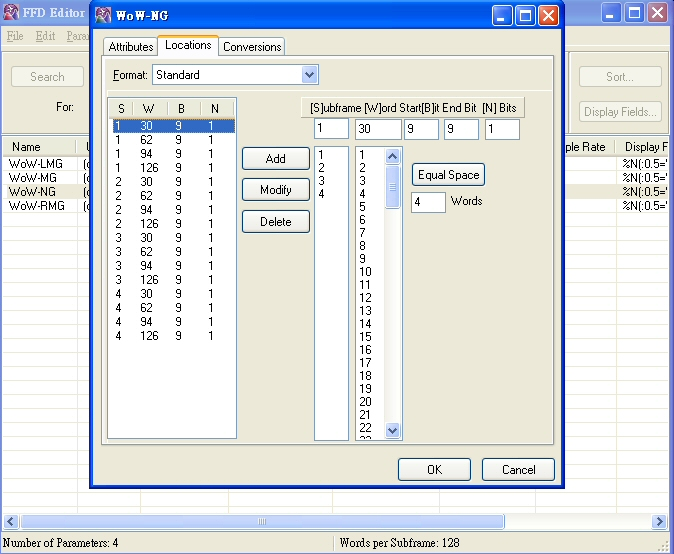 FFD Editor
WoW-NG
File Edit Para
Attributes Locations Conversions
Search
Sort...
Format: Standard
For:
Display Fields...
S W B N
[S]ubframe [W]ord Start[B]it End Bit [N] Bits
1 30 9 9 1
Name
ple Rate Display F
WoW-LMG %N(:0.5='
WoW-MG %N(:0.5='
WoW-NG %N(:0.5='
WoW-RMG %N(:0.5='
1 30 9 1
1 62 9 1
1 94 9 1
1 126 9 1
2 30 9 1
2 62 9 1
2 94 9 1
2 126 9 1
3 30 9 1
3 62 9 1
3 94 9 1
3 126 9 1
4 30 9 1
4 62 9 1
4 94 9 1
4 126 9 1
Add
Modify
Delete
1
2
3
4
1
2
3
4
5
6
7
8
9
10
11
12
13
14
15
16
17
18
19
20
21
22
Equal Space
4 Words
OK Cancel
Number of Parameters: 4 Words per Subframe: 128